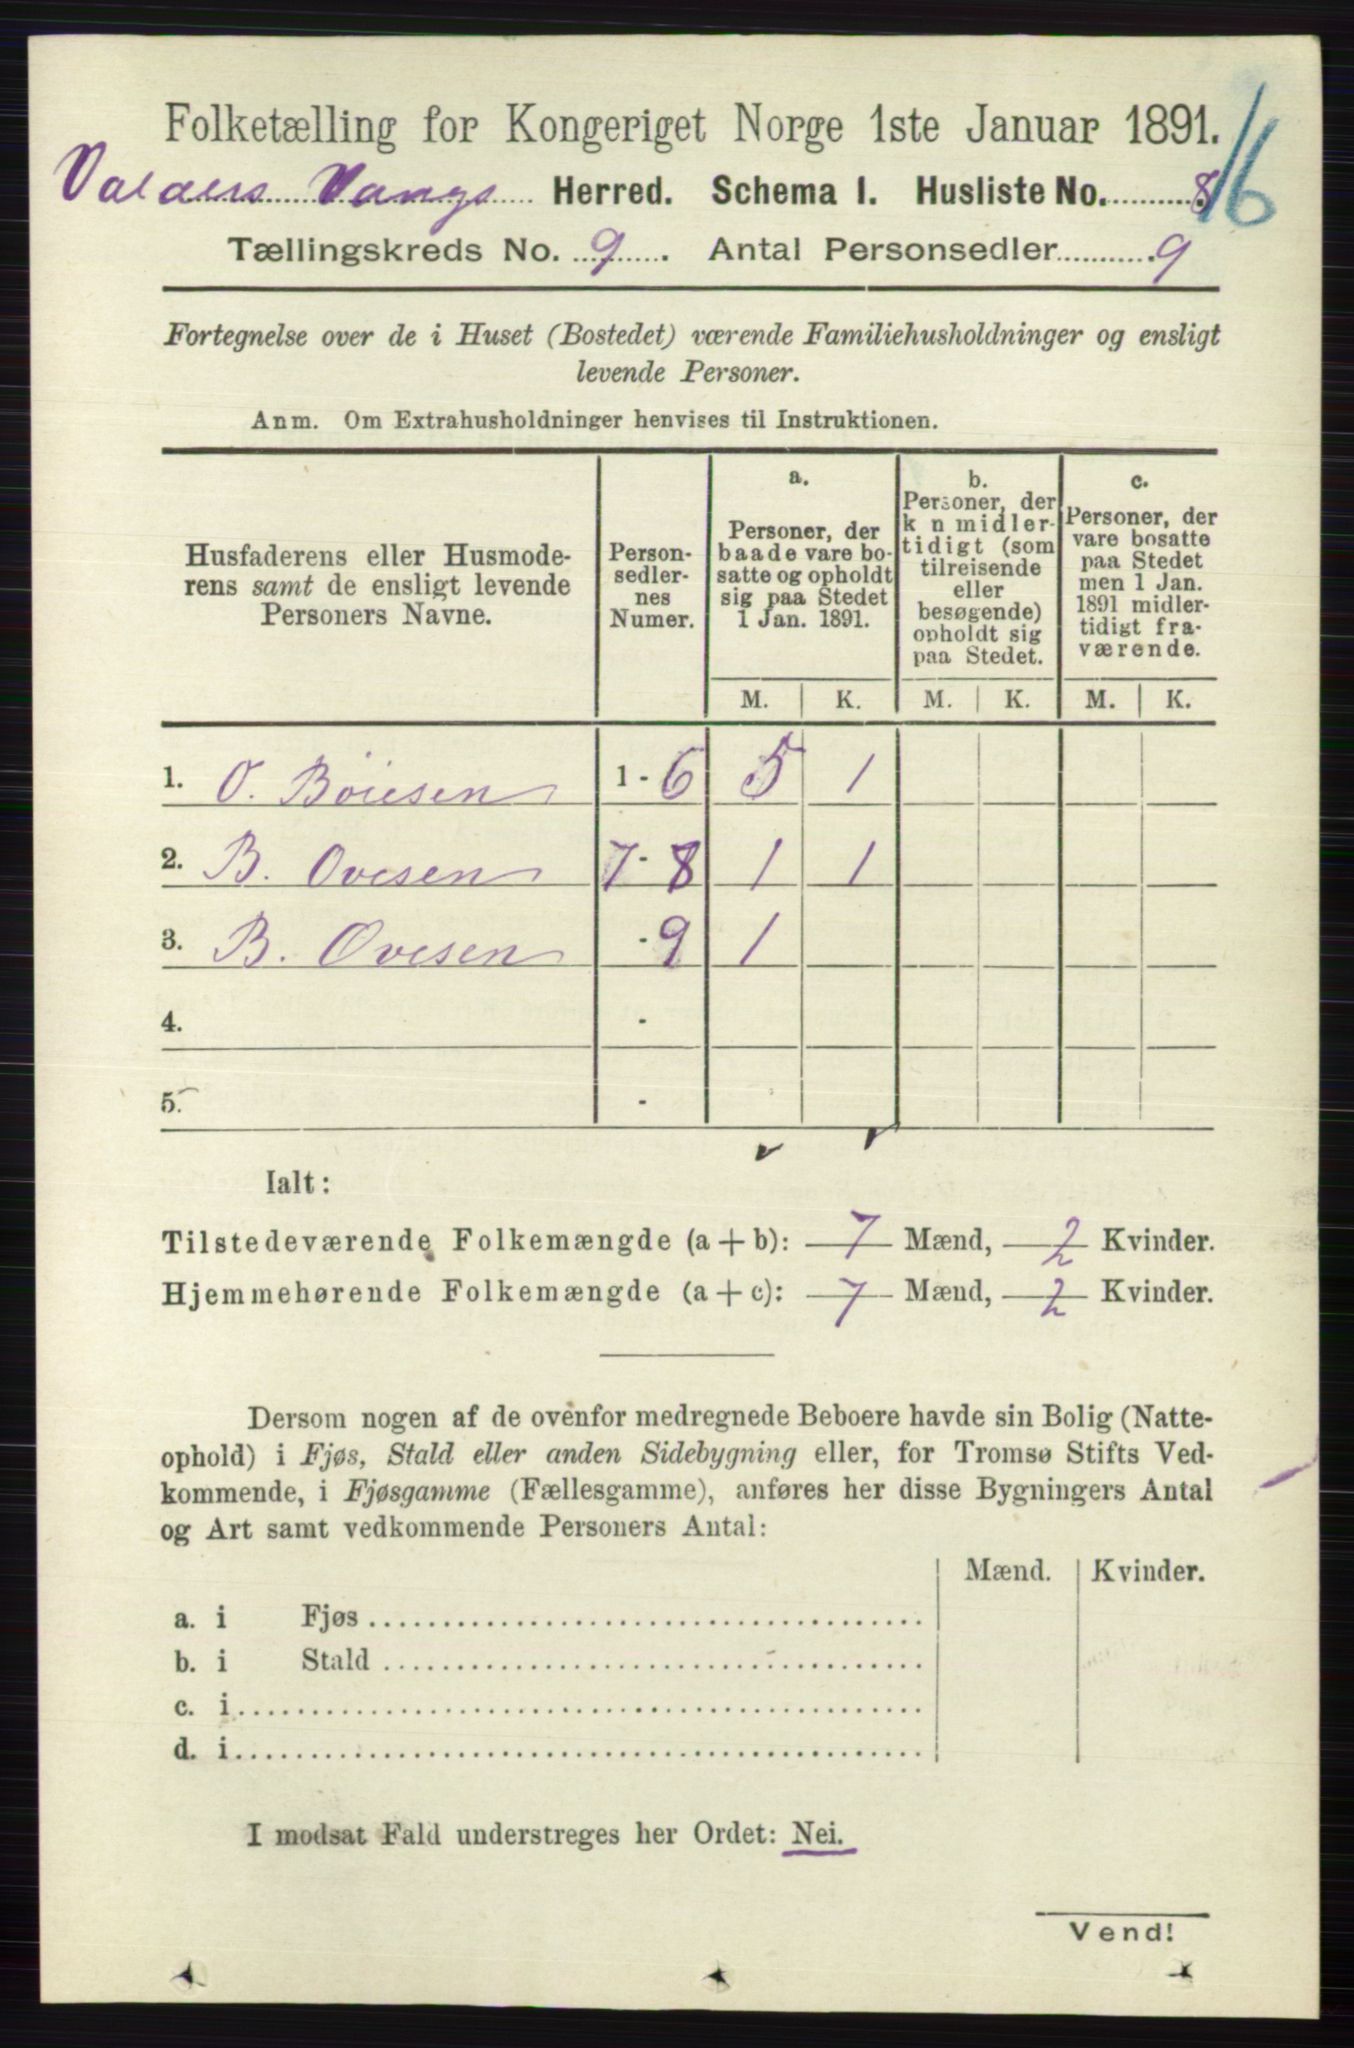 Folketælling for Kongeriget Norge 1ste Januar 1891.
16
Valders Vangs Herred. Schema I. Husliste No. 8
Tællingskreds No. 9. Antal Personsedler 9
Fortegnelse over de i Huset (Bostedet) værende Familiehusholdninger og ensligt
levende Personer.
Anm. Om Extrahusholdninger henvises til Instruktionen.
Husfaderens eller Husmode-
rens samt de ensligt levende
Personers Navne.
Person-
sedler-
nes
Numer.
a.
Personer, der
baade vare bo-
satte og opholdt
sig paa Stedet
1 Jan. 1891.
b.
Personer, der
k n midler-
tidigt (som
tilreisende
eller
besøgende)
opholdt sig
paa Stedet.
c.
Personer, der
vare bosatte
paa Stedet
men 1 Jan.
1891 midler-
tidigt fra-
værende.
M. K. M. K. M. K.
1. O. Boiesen 1 - 6 5 1
2. B. Ovesen 7 - 8 1 1
3. B. Ovesen - 9 1
4. -
5. -
Ialt:
Tilstedeværende Folkemængde (a + b): 7 Mænd, 2 Kvinder.
Hjemmehørende Folkemængde (a + c): 7 Mænd, 2 Kvinder.
Dersom nogen af de ovenfor medregnede Beboere havde sin Bolig (Natte-
ophold) i Fjøs, Stald eller anden Sidebygning eller, for Tromsø Stifts Ved-
kommende, i Fjøsgamme (Fællesgamme), anføres her disse Bygningers Antal
og Art samt vedkommende Personers Antal:
Mænd. Kvinder.
a. i Fjøs
b. i Stald
c. i
d. i
I modsat Fald understreges her Ordet: Nei.
Vend!